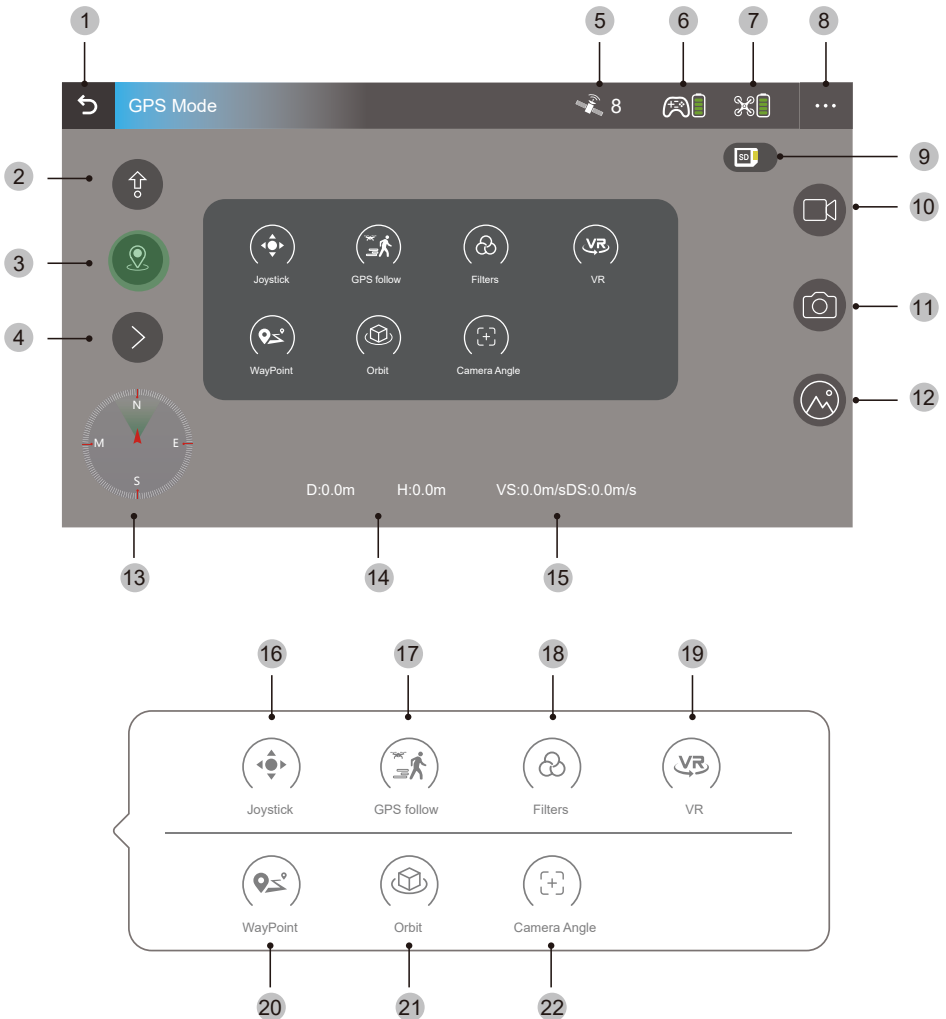 1
5
6
7
8
GPS Mode
8
2
SD
9
10
3
Joystick
GPS follow
Filters
VR
VR
11
4
WayPoint
Orbit
Camera Angle
12
N
M
E
S
D:0.0m
H:0.0m
VS:0.0m/sDS:0.0m/s
13
14
15
16
17
18
19
VR
Joystick
GPS follow
Filters
VR
WayPoint
Orbit
Camera Angle
20
21
22